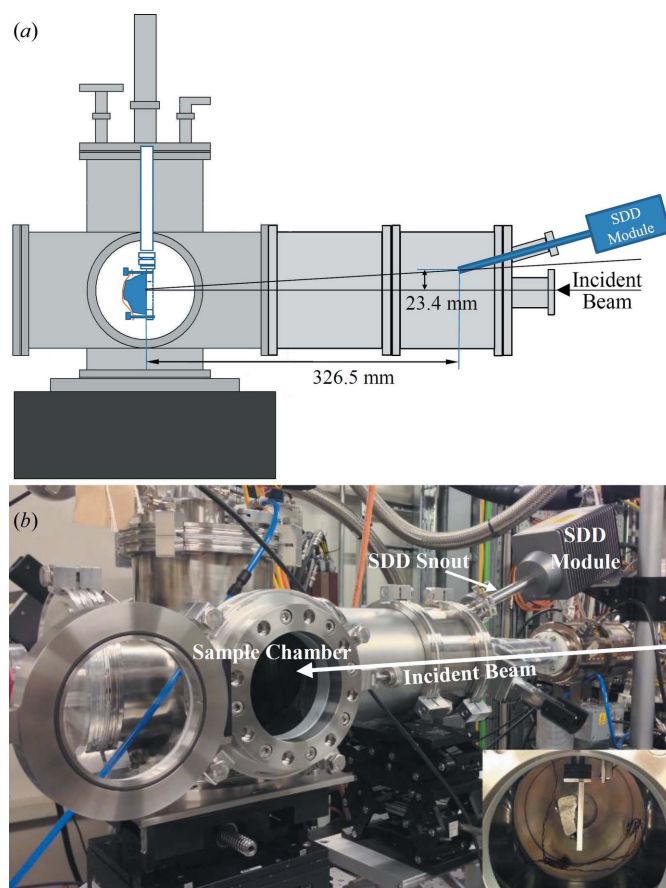 (a)
SDD
Module
Incident
Beam
23.4 mm
326.5 mm
(b)
SDD
Module
SDD Snout
Sample Chamber
Incident Beam